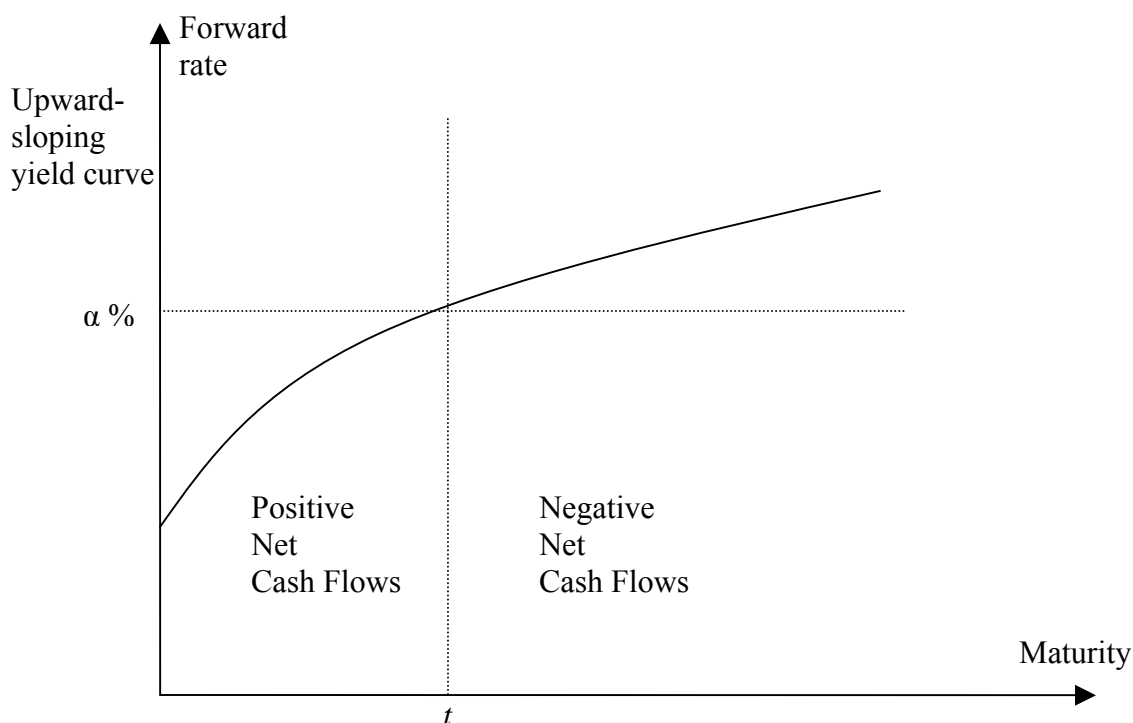 Forward
rate
Upward-
sloping
yield curve
α %
Positive
Net
Cash Flows
Negative
Net
Cash Flows
Maturity
t